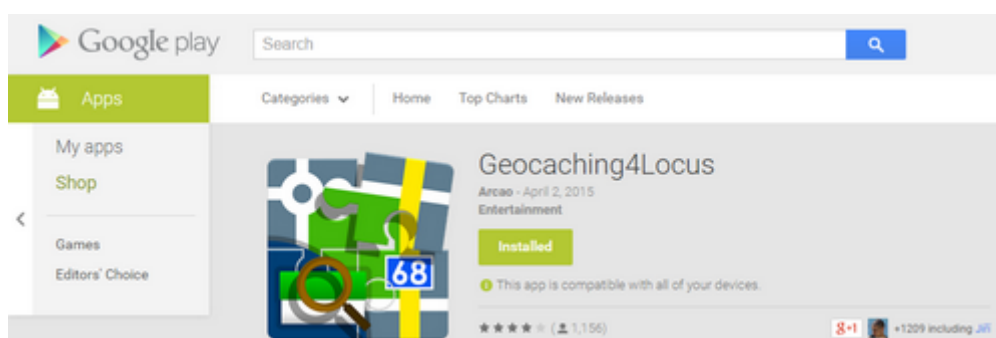 Google play
Search
Apps
Categories Home Top Charts New Releases
My apps
Shop
Games
Editors' Choice
Geocaching4Locus
Arcao - April 2, 2015
Entertainment
Installed
This app is compatible with all of your devices.
(1,156)
g+1 +1209 including Jiří
68